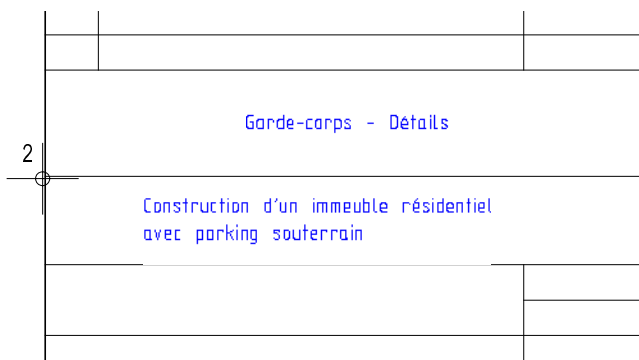 Garde-corps - Détails
2
Construction d'un immeuble résidentiel
avec parking souterrain